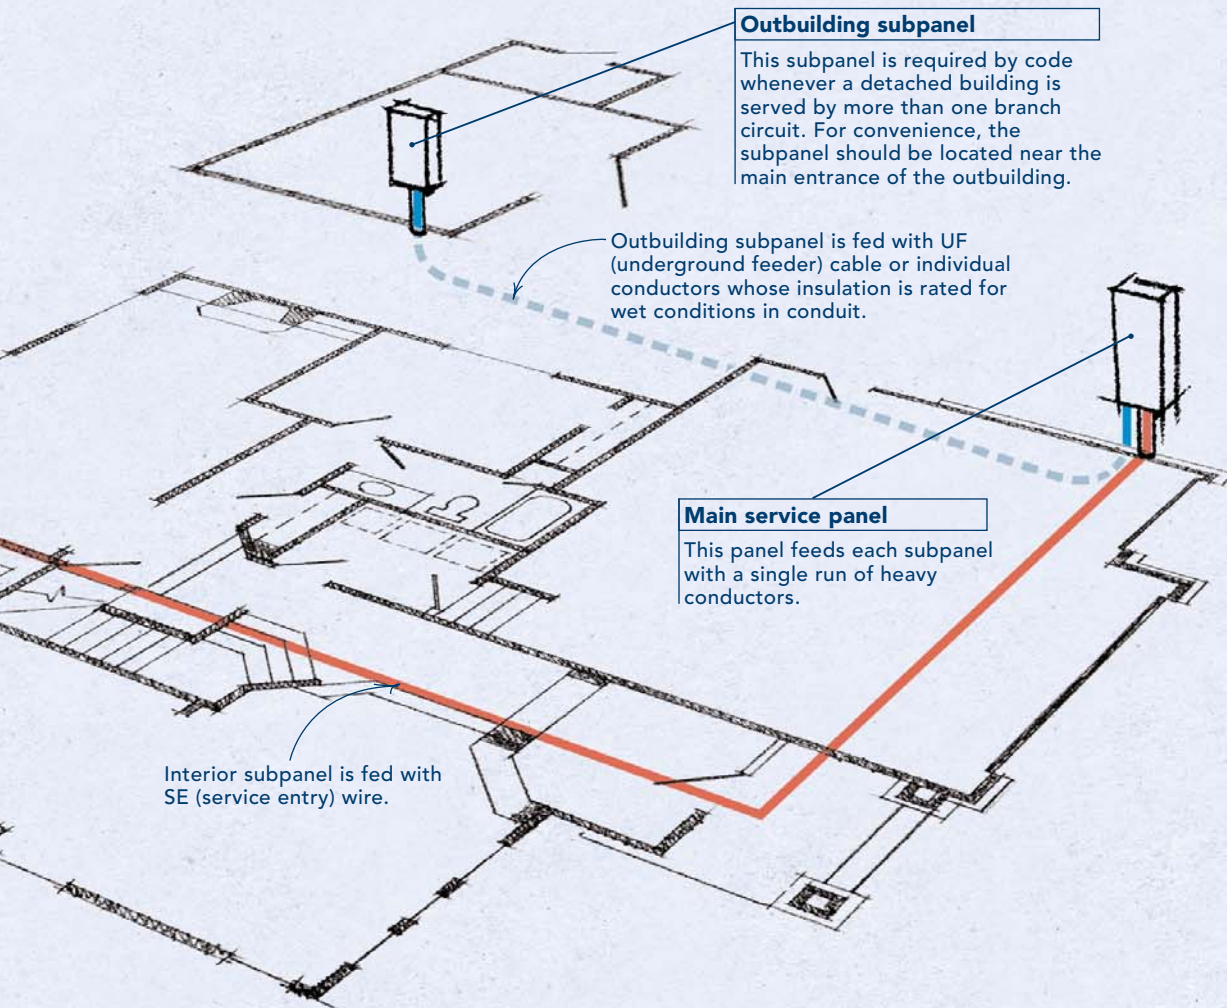 Outbuilding subpanel
This subpanel is required by code
whenever a detached building is
served by more than one branch
circuit. For convenience, the
subpanel should be located near the
main entrance of the outbuilding.
Outbuilding subpanel is fed with UF
(underground feeder) cable or individual
conductors whose insulation is rated for
wet conditions in conduit.
Main service panel
This panel feeds each subpanel
with a single run of heavy
conductors.
Interior subpanel is fed with
SE (service entry) wire.